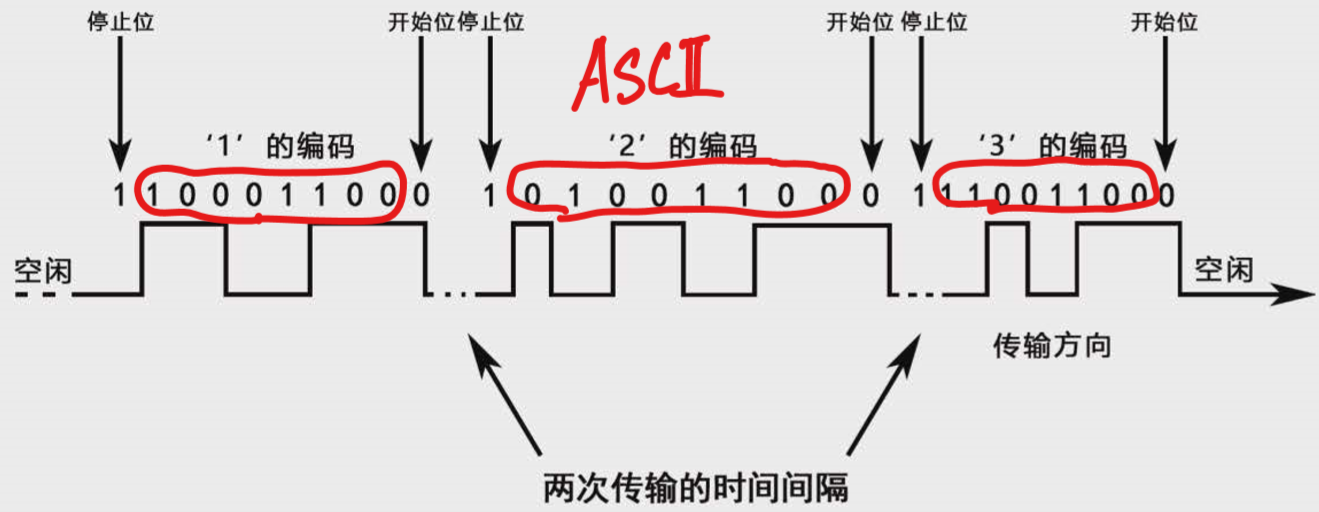 停止位 开始位 停止位 开始位 停止位 开始位
ASCII
'1' 的编码 '2' 的编码 '3' 的编码
1 1 0 0 0 1 1 0 0 0 1 0 1 0 0 1 1 0 0 0 1 1 1 0 0 1 1 0 0 0
空闲 空闲
传输方向
两次传输的时间间隔